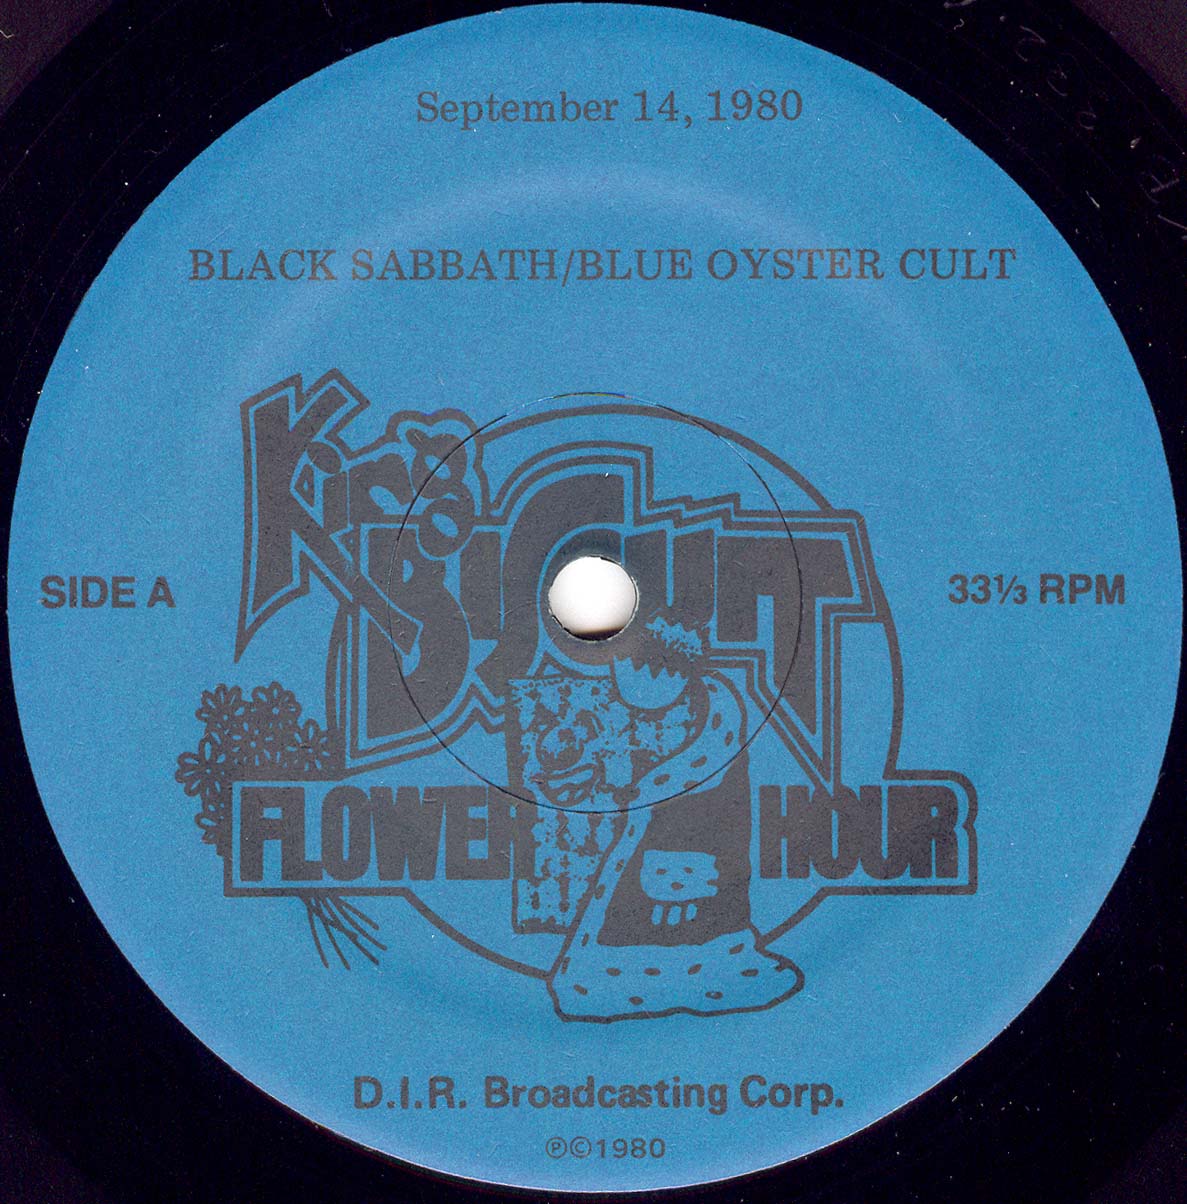 September 14, 1980
BLACK SABBATH/BLUE OYSTER CULT
King
BISCUIT
SIDE A
33⅓ RPM
FLOWER HOUR
D.I.R. Broadcasting Corp.
℗©1980